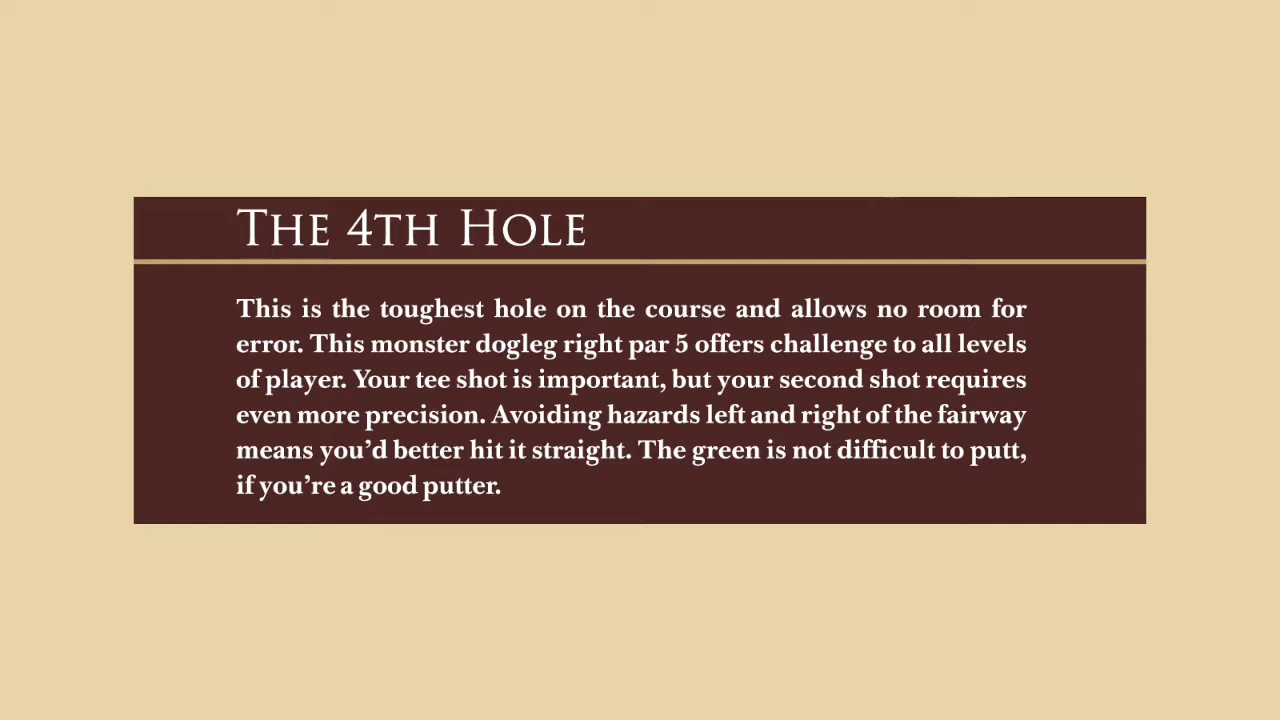 The 4th Hole
This is the toughest hole on the course and allows no room for
error. This monster dogleg right par 5 offers challenge to all levels
of player. Your tee shot is important, but your second shot requires
even more precision. Avoiding hazards left and right of the fairway
means you’d better hit it straight. The green is not difficult to putt,
if you’re a good putter.